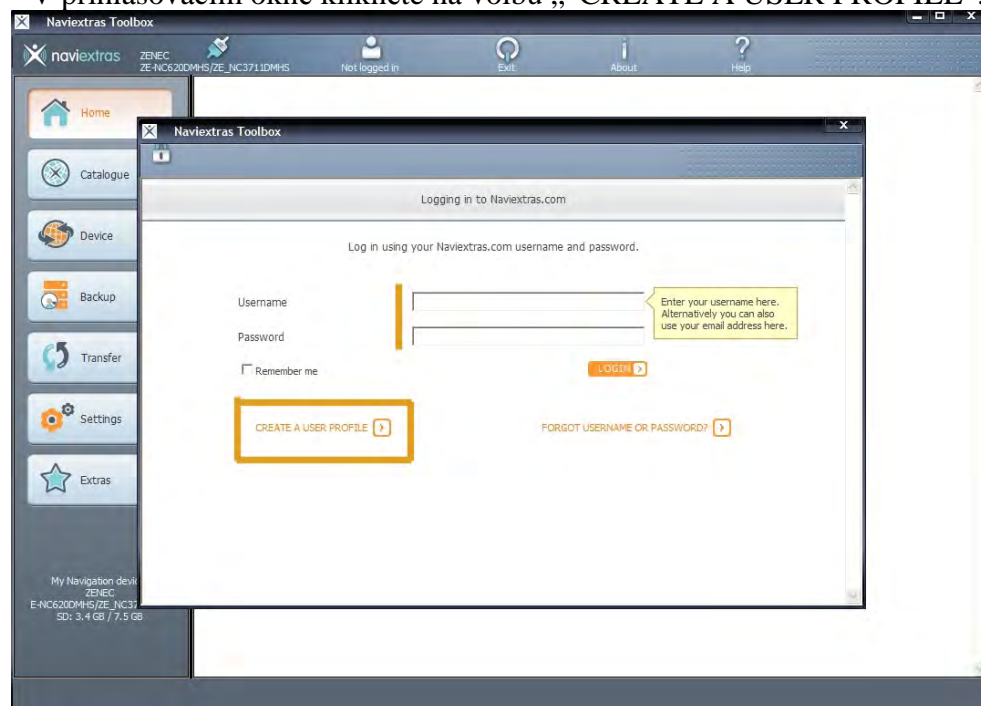 V přihlašovacím okně klikněte na volbu „ CREATE A USER PROFILE“.
Naviextras Toolbox
naviextras
ZENEC
ZE-NC620DMHS/ZE_NC3711DMHS
Not logged in
Exit
About
Help
Home
Catalogue
Device
Backup
Transfer
Settings
Extras
Naviextras Toolbox
Logging in to Naviextras.com
Log in using your Naviextras.com username and password.
Username
Enter your username here.
Alternatively you can also
use your email address here.
Password
Remember me
LOGIN
CREATE A USER PROFILE
FORGOT USERNAME OR PASSWORD?
My Navigation
ZENEC
E-NC620DMHS/ZE_NC37
SD: 3.4 GB / 7.5 GB